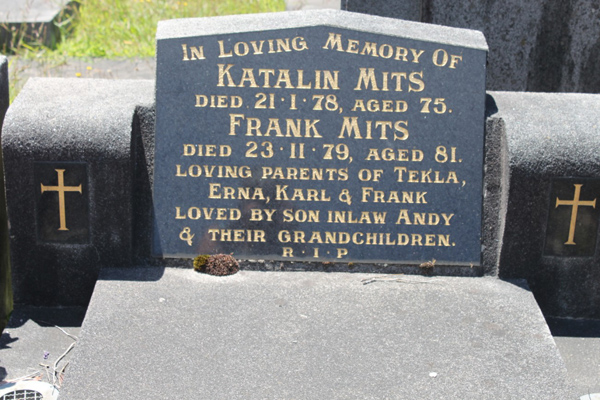 In Loving Memory Of
Katalin Mits
Died 21·1·78, aged 75.
Frank Mits
Died 23·11·79, aged 81.
Loving parents of Tekla,
Erna, Karl & Frank
Loved by son inlaw Andy
& their grandchildren.
R·I·P